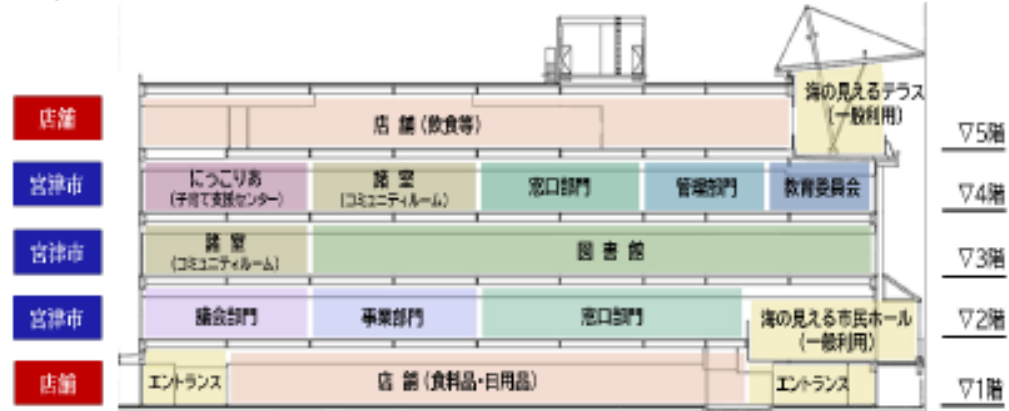 店舗
店 舗 (飲食等)
海の見えるテラス
(一般利用)
▽5階
宮津市
にっこりあ
(子育て支援センター)
諸 室
(コミュニティルーム)
窓口部門
管理部門
教育委員会
▽4階
宮津市
諸 室
(コミュニティルーム)
図 書 館
▽3階
宮津市
議会部門
事業部門
窓口部門
海の見える市民ホール
(一般利用)
▽2階
店舗
エントランス
店 舗 (食料品・日用品)
エントランス
▽1階